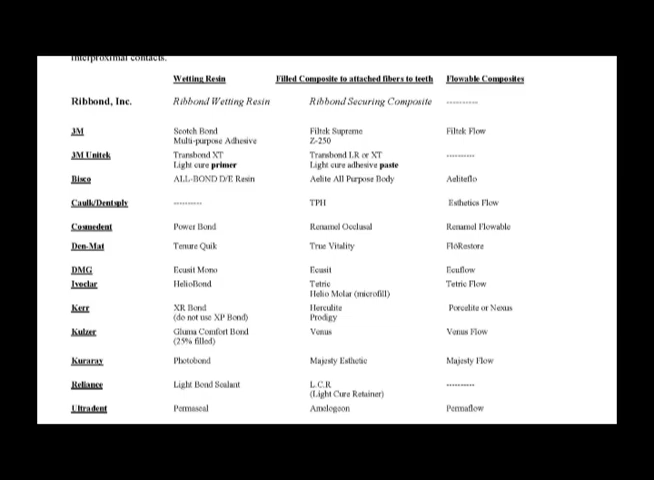 interproximal contacts.
Wetting Resin Filled Composite to attached fibers to teeth Flowable Composites
Ribbond, Inc. Ribbond Wetting Resin Ribbond Securing Composite ----------
3M Scotch Bond Filtek Supreme Filtek Flow
Multi-purpose Adhesive Z-250
3M Unitek Transbond XT Transbond LR or XT ----------
Light cure primer Light cure adhesive paste
Bisco ALL-BOND D/E Resin Aelite All Purpose Body Aeliteflo
Caulk/Dentsply ---------- TPH Esthetics Flow
Cosmedent Power Bond Renamel Occlusal Renamel Flowable
Den-Mat Tenure Quik True Vitality FloRestore
DMG Ecusit Mono Ecusit Ecuflow
Ivoclar HelioBond Tetric Tetric Flow
Helio Molar (microfill)
Kerr XR Bond Herculite Porcelite or Nexus
(do not use XP Bond) Prodigy
Kulzer Gluma Comfort Bond Venus Venus Flow
(25% filled)
Kuraray Photobond Majesty Esthetic Majesty Flow
Reliance Light Bond Sealant L.C.R ----------
(Light Cure Retainer)
Ultradent Permaseal Amelogen Permaflow